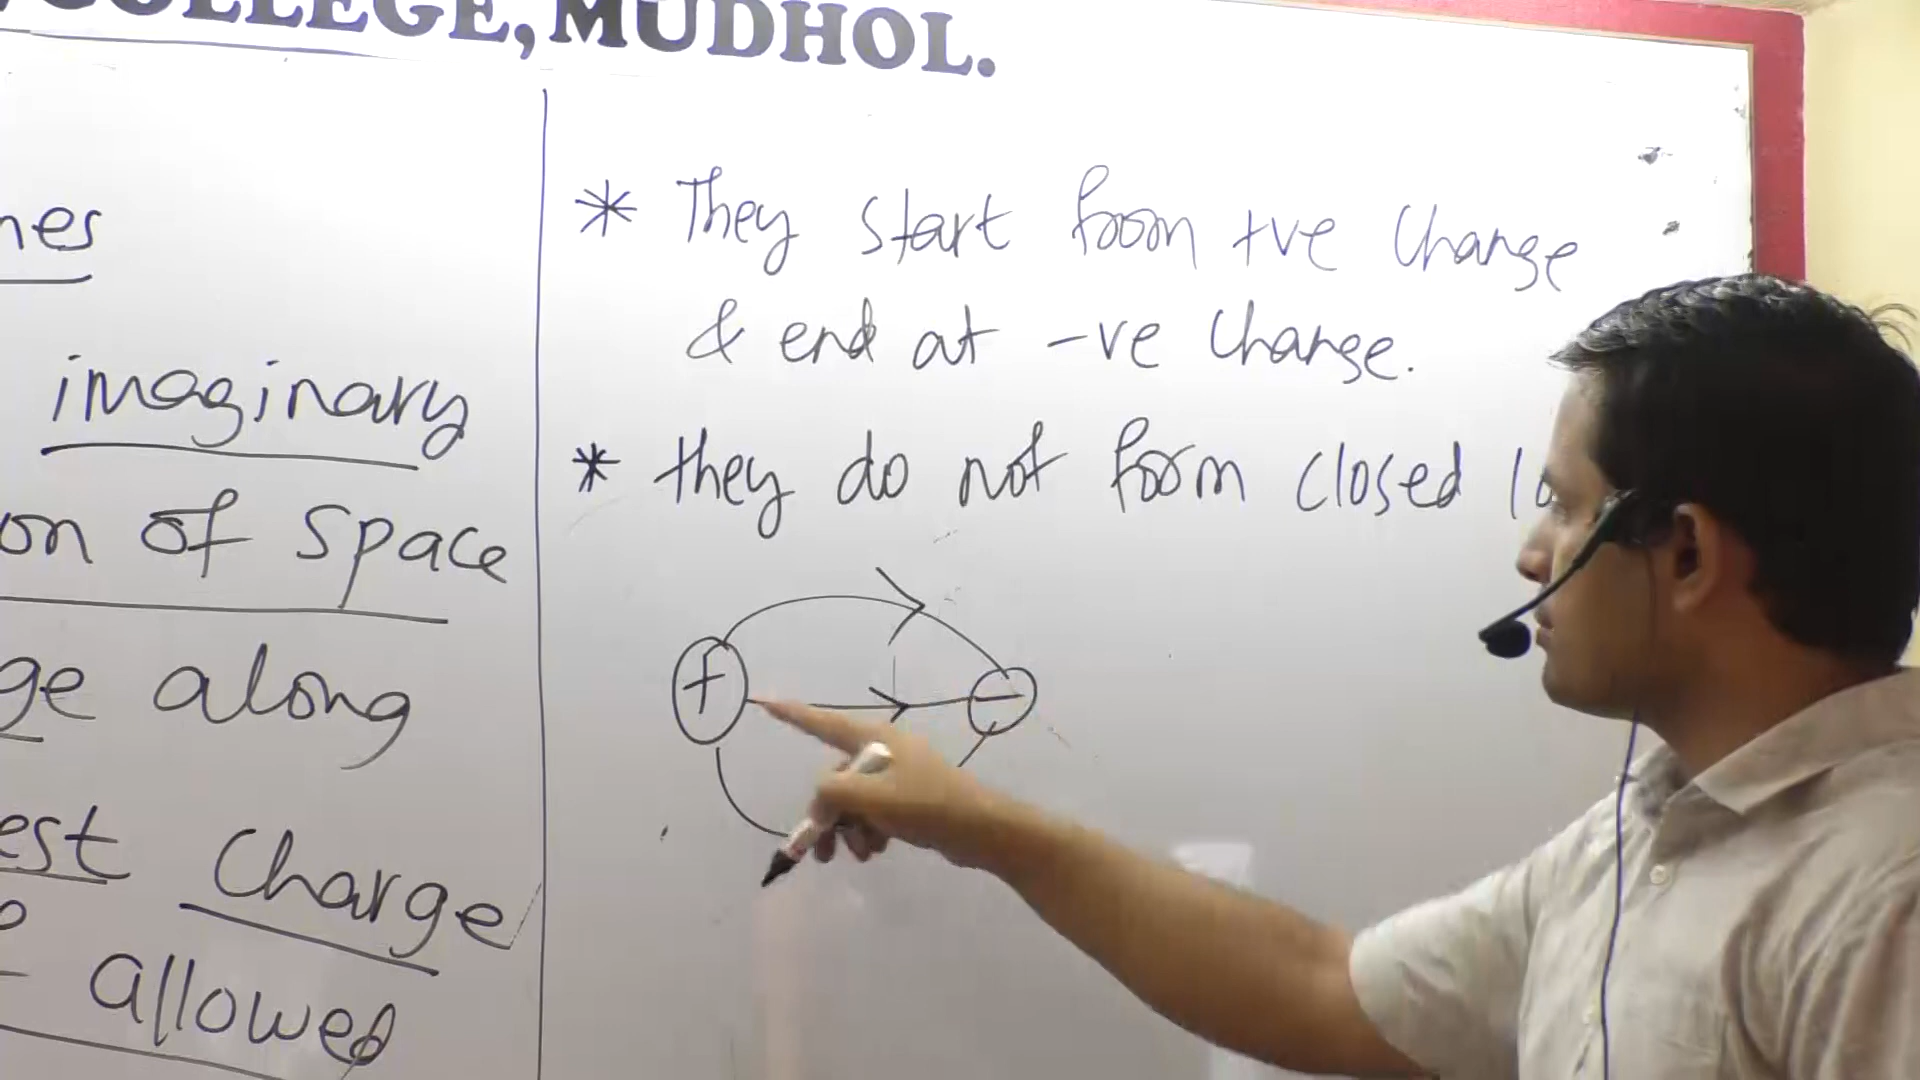 COLLEGE, MUDHOL.
nes
imaginary
on of space
ge along
est Charge
allowed
* They start from +ve Charge
& end at -ve Charge.
* they do not form closed lo
+
-